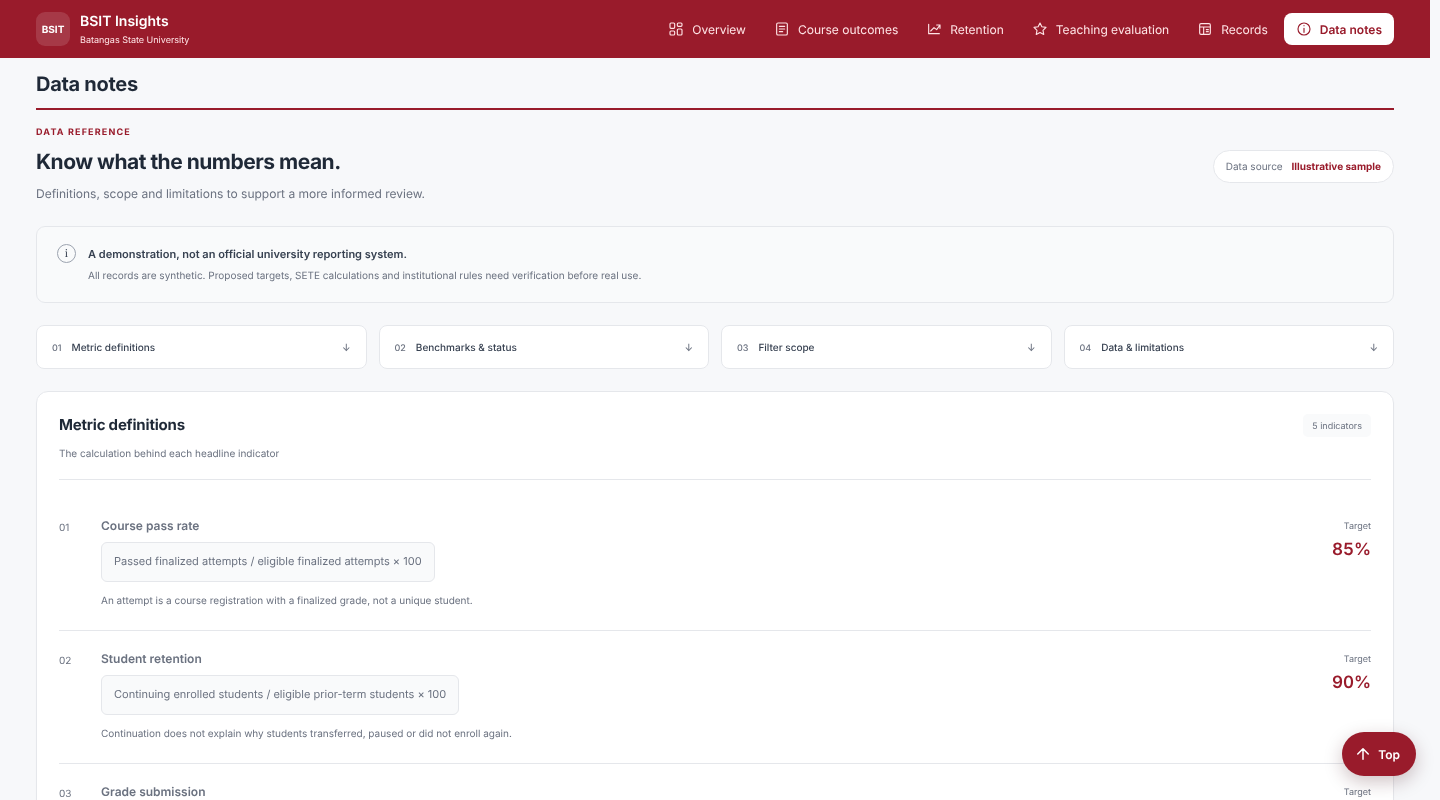 BSIT
BSIT Insights
Batangas State University
Overview
Course outcomes
Retention
Teaching evaluation
Records
Data notes
Data notes
DATA REFERENCE
Know what the numbers mean.
Definitions, scope and limitations to support a more informed review.
Data source Illustrative sample
i
A demonstration, not an official university reporting system.
All records are synthetic. Proposed targets, SETE calculations and institutional rules need verification before real use.
01 Metric definitions ↓
02 Benchmarks & status ↓
03 Filter scope ↓
04 Data & limitations ↓
Metric definitions
5 indicators
The calculation behind each headline indicator
01 Course pass rate
Target
85%
Passed finalized attempts / eligible finalized attempts × 100
An attempt is a course registration with a finalized grade, not a unique student.
02 Student retention
Target
90%
Continuing enrolled students / eligible prior-term students × 100
Continuation does not explain why students transferred, paused or did not enroll again.
03 Grade submission
Target
↑ Top